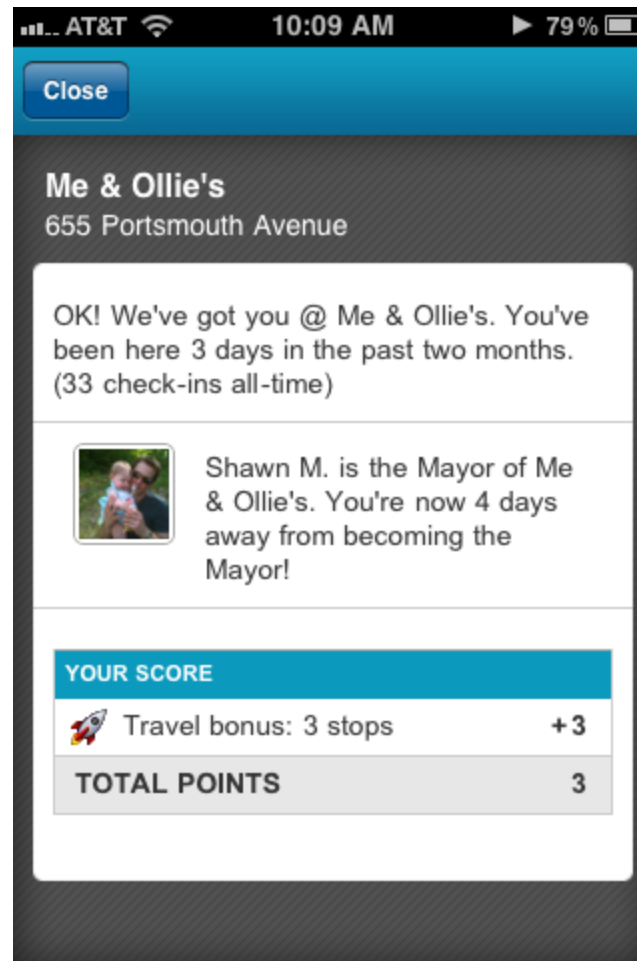 AT&T 10:09 AM 79%
Close
Me & Ollie's
655 Portsmouth Avenue
OK! We've got you @ Me & Ollie's. You've
been here 3 days in the past two months.
(33 check-ins all-time)
Shawn M. is the Mayor of Me
& Ollie's. You're now 4 days
away from becoming the
Mayor!
YOUR SCORE
Travel bonus: 3 stops +3
TOTAL POINTS 3